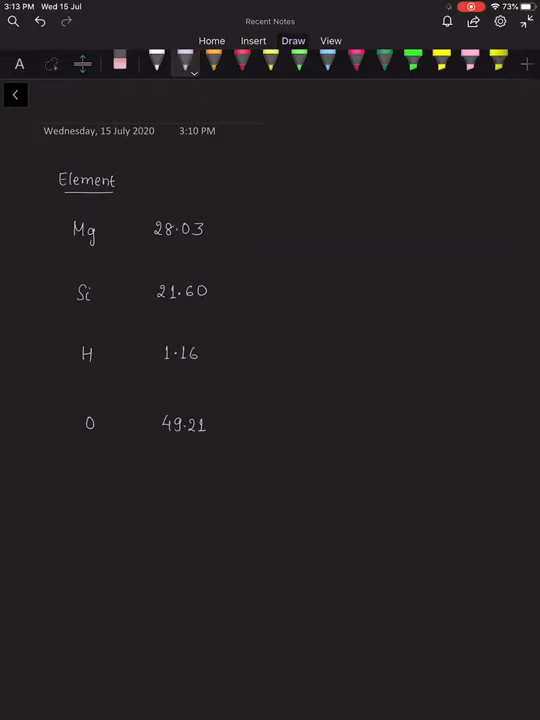 3:13 PM Wed 15 Jul 73%
Recent Notes
Home Insert Draw View
A
Wednesday, 15 July 2020 3:10 PM
Element
Mg 28.03
Si 21.60
H 1.16
O 49.21